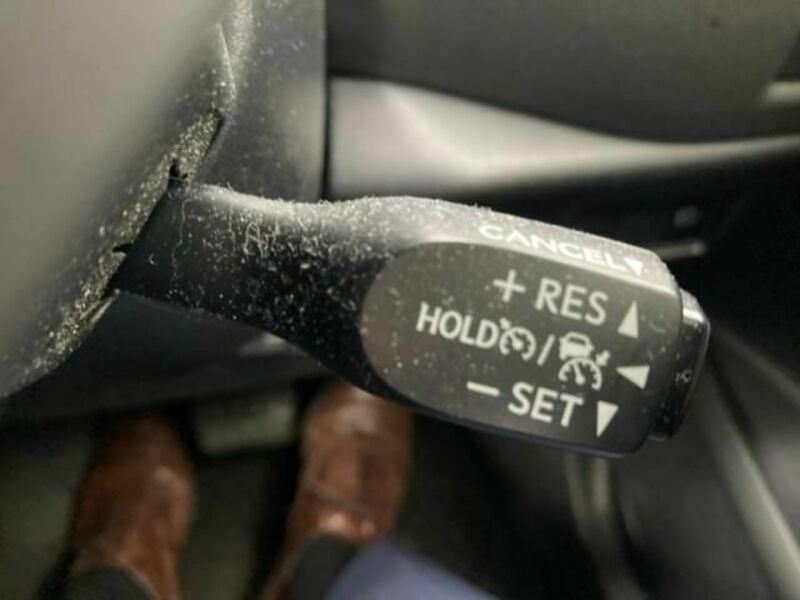 CANCEL
+ RES
HOLD /
– SET